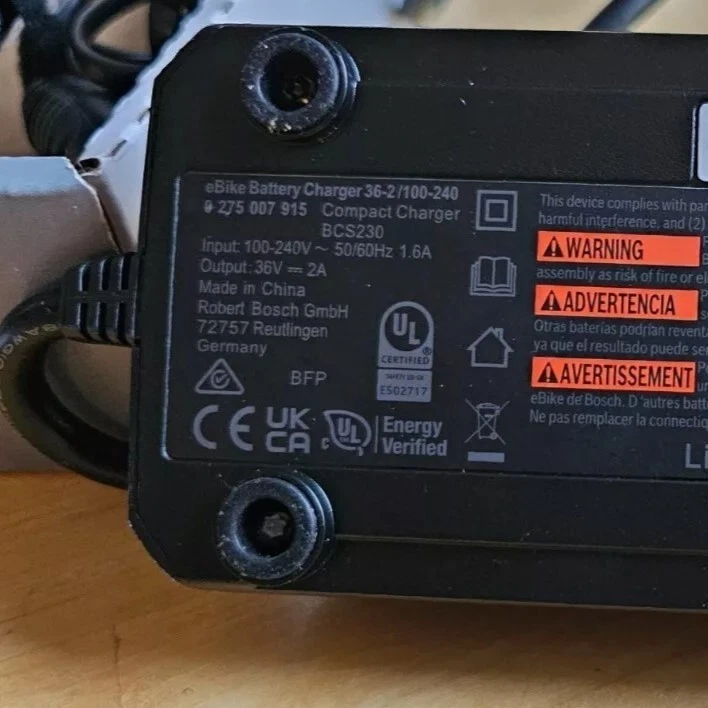 eBike Battery Charger 36-2 /100-240
0 275 007 915 Compact Charger
BCS230
Input: 100-240V ~ 50/60Hz 1.6A
Output: 36V ⎓ 2A
Made in China
Robert Bosch GmbH
72757 Reutlingen
Germany
BFP
UL
CERTIFIED
ES02717
CE
UK
CA
c UL
Energy
Verified
This device complies with par
harmful interference, and (2)
WARNING
assembly as risk of fire or el
ADVERTENCIA
Otras baterías podrían revent
ya que el resultado puede se
AVERTISSEMENT
eBike de Bosch. D'autres batt
Ne pas remplacer la connectiq
Li